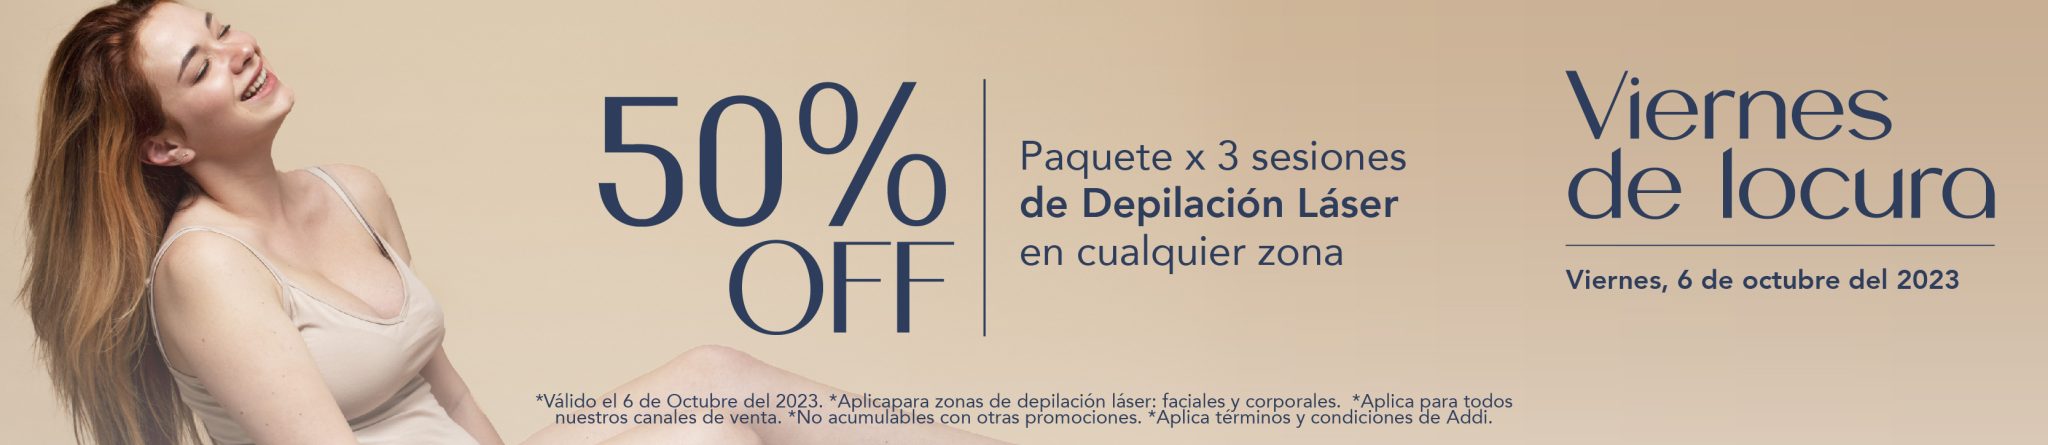 50%
OFF
Paquete x 3 sesiones
de Depilación Láser
en cualquier zona
Viernes
de locura
Viernes, 6 de octubre del 2023
*Válido el 6 de Octubre del 2023. *Aplicapara zonas de depilación láser: faciales y corporales. *Aplica para todos
nuestros canales de venta. *No acumulables con otras promociones. *Aplica términos y condiciones de Addi.